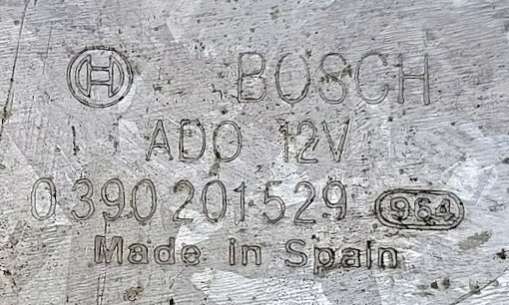 BOSCH
ADO 12V
0 390 201 529 964
Made in Spain